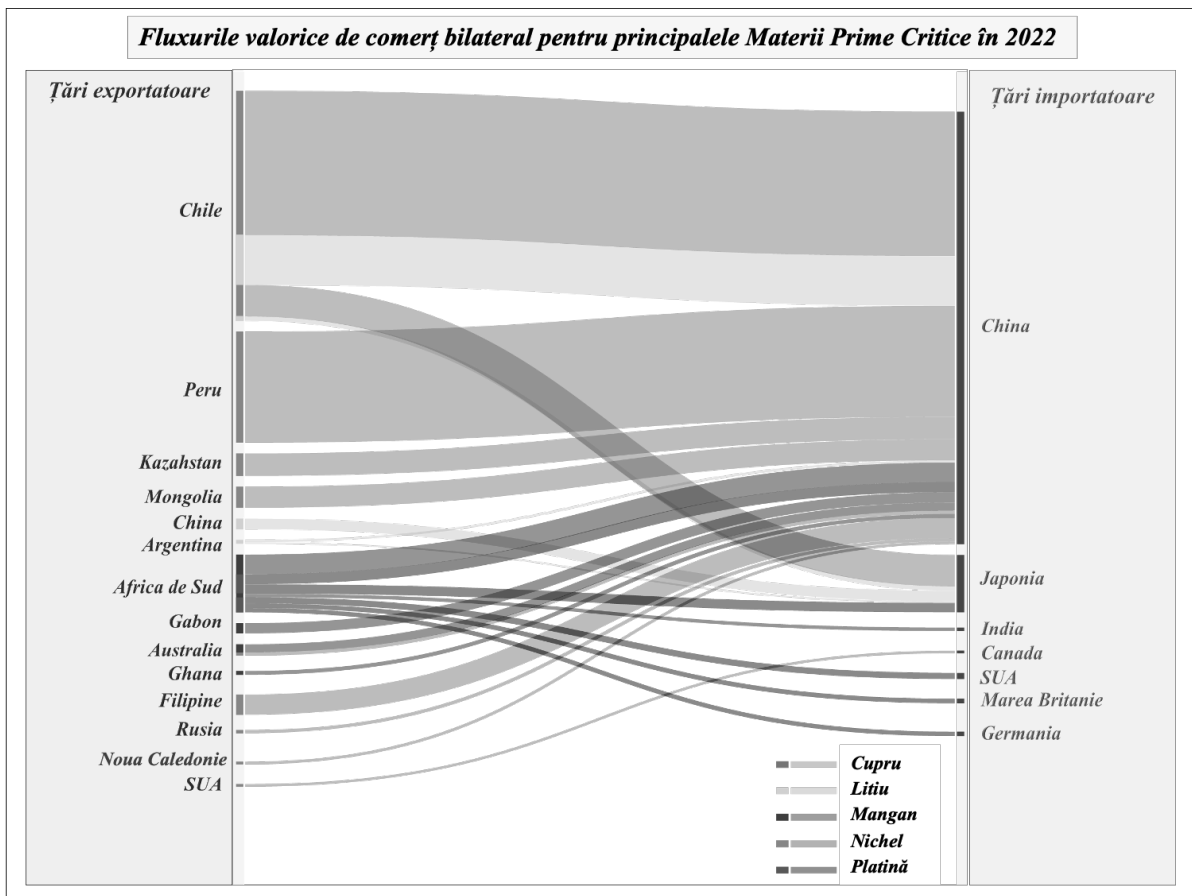 Fluxurile valorice de comerț bilateral pentru principalele Materii Prime Critice în 2022
Țări exportatoare
Țări importatoare
Chile
Peru
Kazahstan
Mongolia
China
Argentina
Africa de Sud
Gabon
Australia
Ghana
Filipine
Rusia
Noua Caledonie
SUA
China
Japonia
India
Canada
SUA
Marea Britanie
Germania
Cupru
Litiu
Mangan
Nichel
Platină